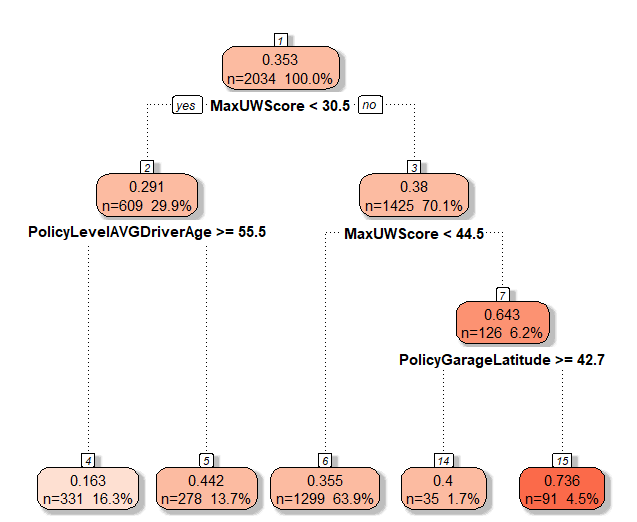 1
0.353
n=2034 100.0%
yes MaxUWScore < 30.5 no
2
0.291
n=609 29.9%
3
0.38
n=1425 70.1%
PolicyLevelAVGDriverAge >= 55.5
MaxUWScore < 44.5
7
0.643
n=126 6.2%
PolicyGarageLatitude >= 42.7
4
0.163
n=331 16.3%
5
0.442
n=278 13.7%
6
0.355
n=1299 63.9%
14
0.4
n=35 1.7%
15
0.736
n=91 4.5%